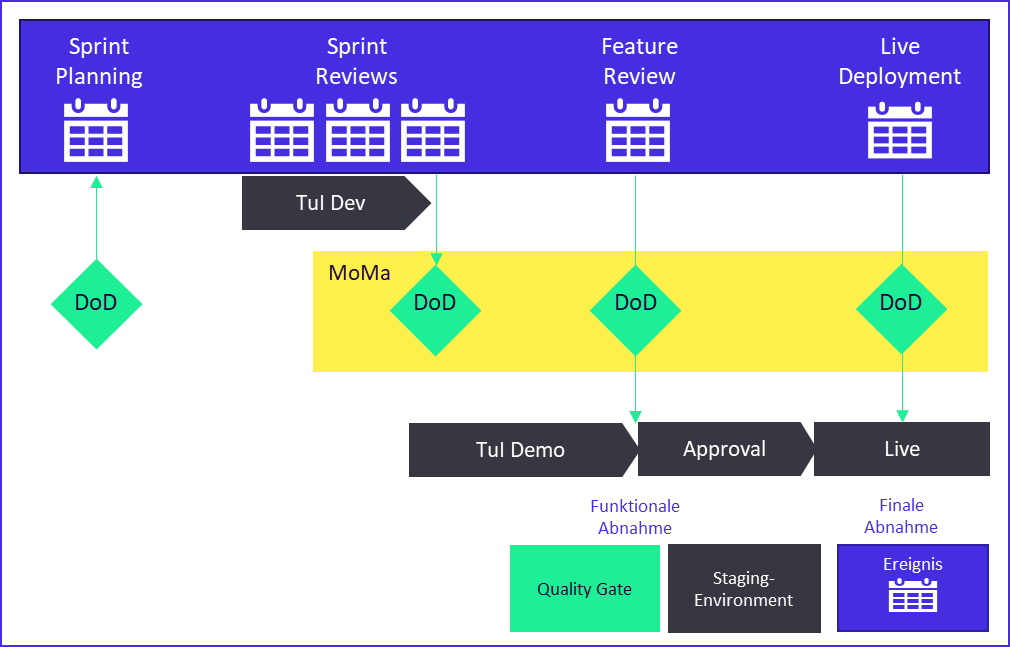 Sprint
Planning
Sprint
Reviews
Feature
Review
Live
Deployment
TuI Dev
MoMa
DoD
DoD
DoD
DoD
TuI Demo
Approval
Live
Funktionale
Abnahme
Finale
Abnahme
Quality Gate
Staging-
Environment
Ereignis